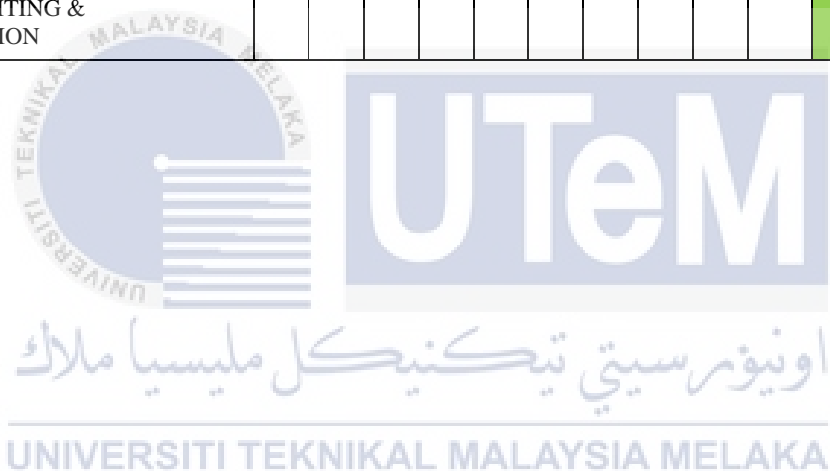 ITING &
ION
UNIVERSITI TEKNIKAL MALAYSIA MELAKA
UTeM
اونيۏرسيتي تيكنيكل مليسيا ملاك
UNIVERSITI TEKNIKAL MALAYSIA MELAKA